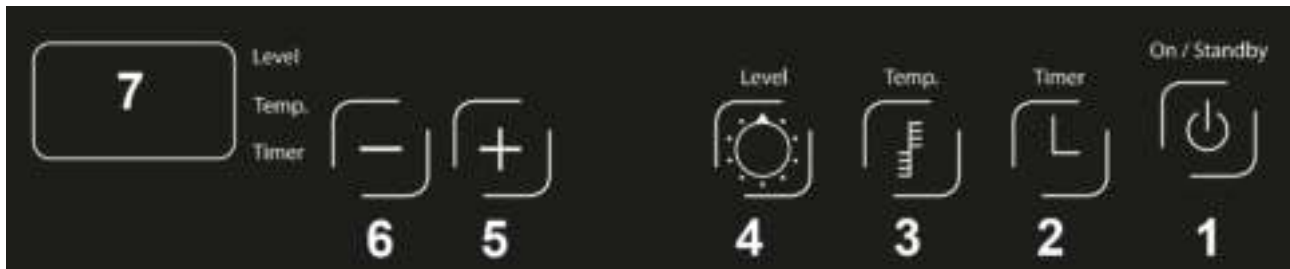 On / Standby
Level
7
Temp.
Timer
Level
Temp.
Timer
6
5
4
3
2
1